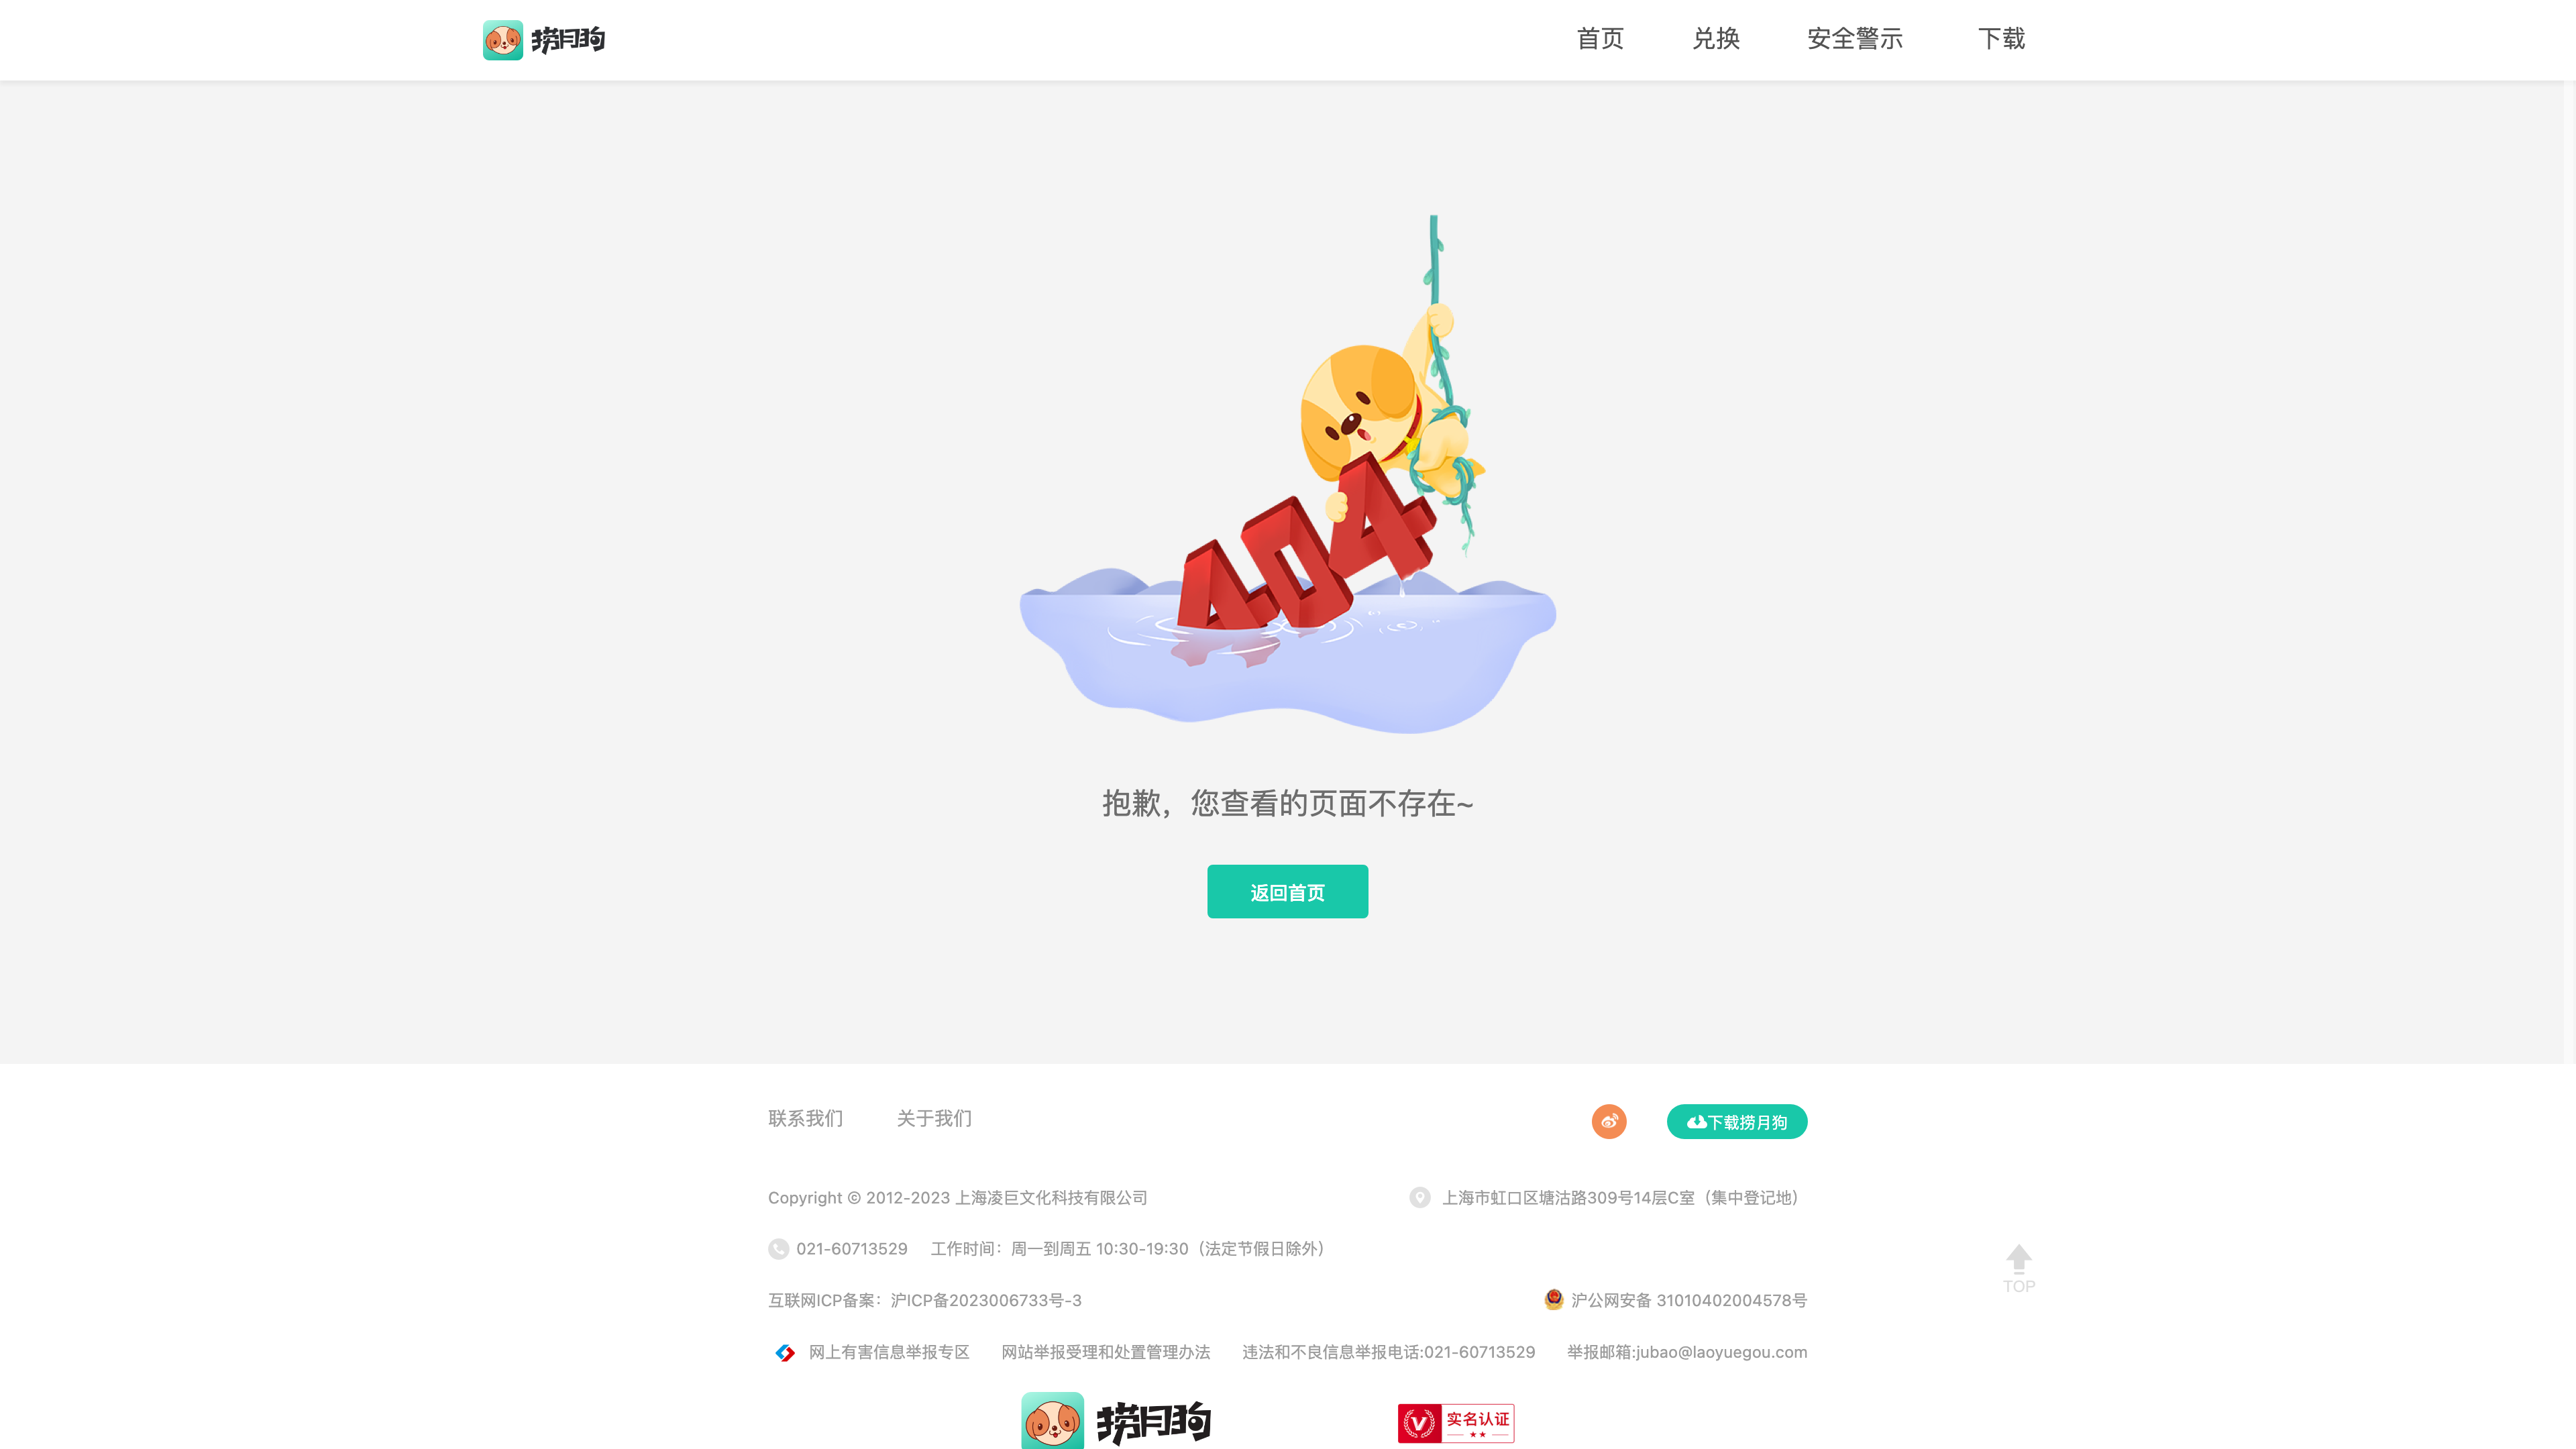 捞月狗
首页 兑换 安全警示 下载
404
抱歉，您查看的页面不存在~
返回首页
联系我们 关于我们 下载捞月狗
Copyright © 2012-2023 上海凌巨文化科技有限公司 上海市虹口区塘沽路309号14层C室（集中登记地）
021-60713529 工作时间：周一到周五 10:30-19:30（法定节假日除外）
TOP
互联网ICP备案：沪ICP备2023006733号-3 沪公网安备 31010402004578号
网上有害信息举报专区 网站举报受理和处置管理办法 违法和不良信息举报电话:021-60713529 举报邮箱:jubao@laoyuegou.com
捞月狗 V 实名认证